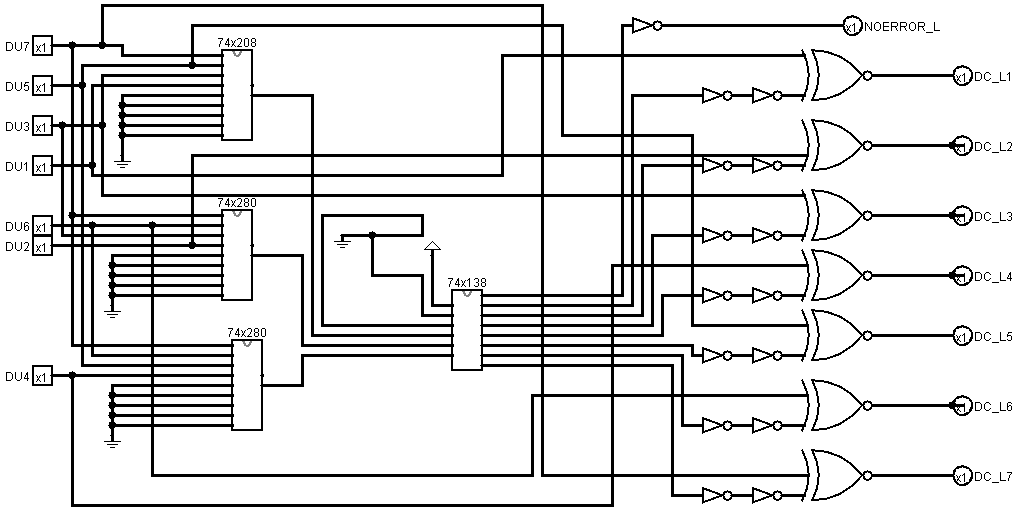 x1 NOERROR_L
DU7 x1
74x208
x1 DC_L1
DU5 x1
DU3 x1
x1 DC_L2
DU1 x1
74x280
x1 DC_L3
DU6 x1
DU2 x1
x1 DC_L4
74x138
74x280
x1 DC_L5
DU4 x1
x1 DC_L6
x1 DC_L7